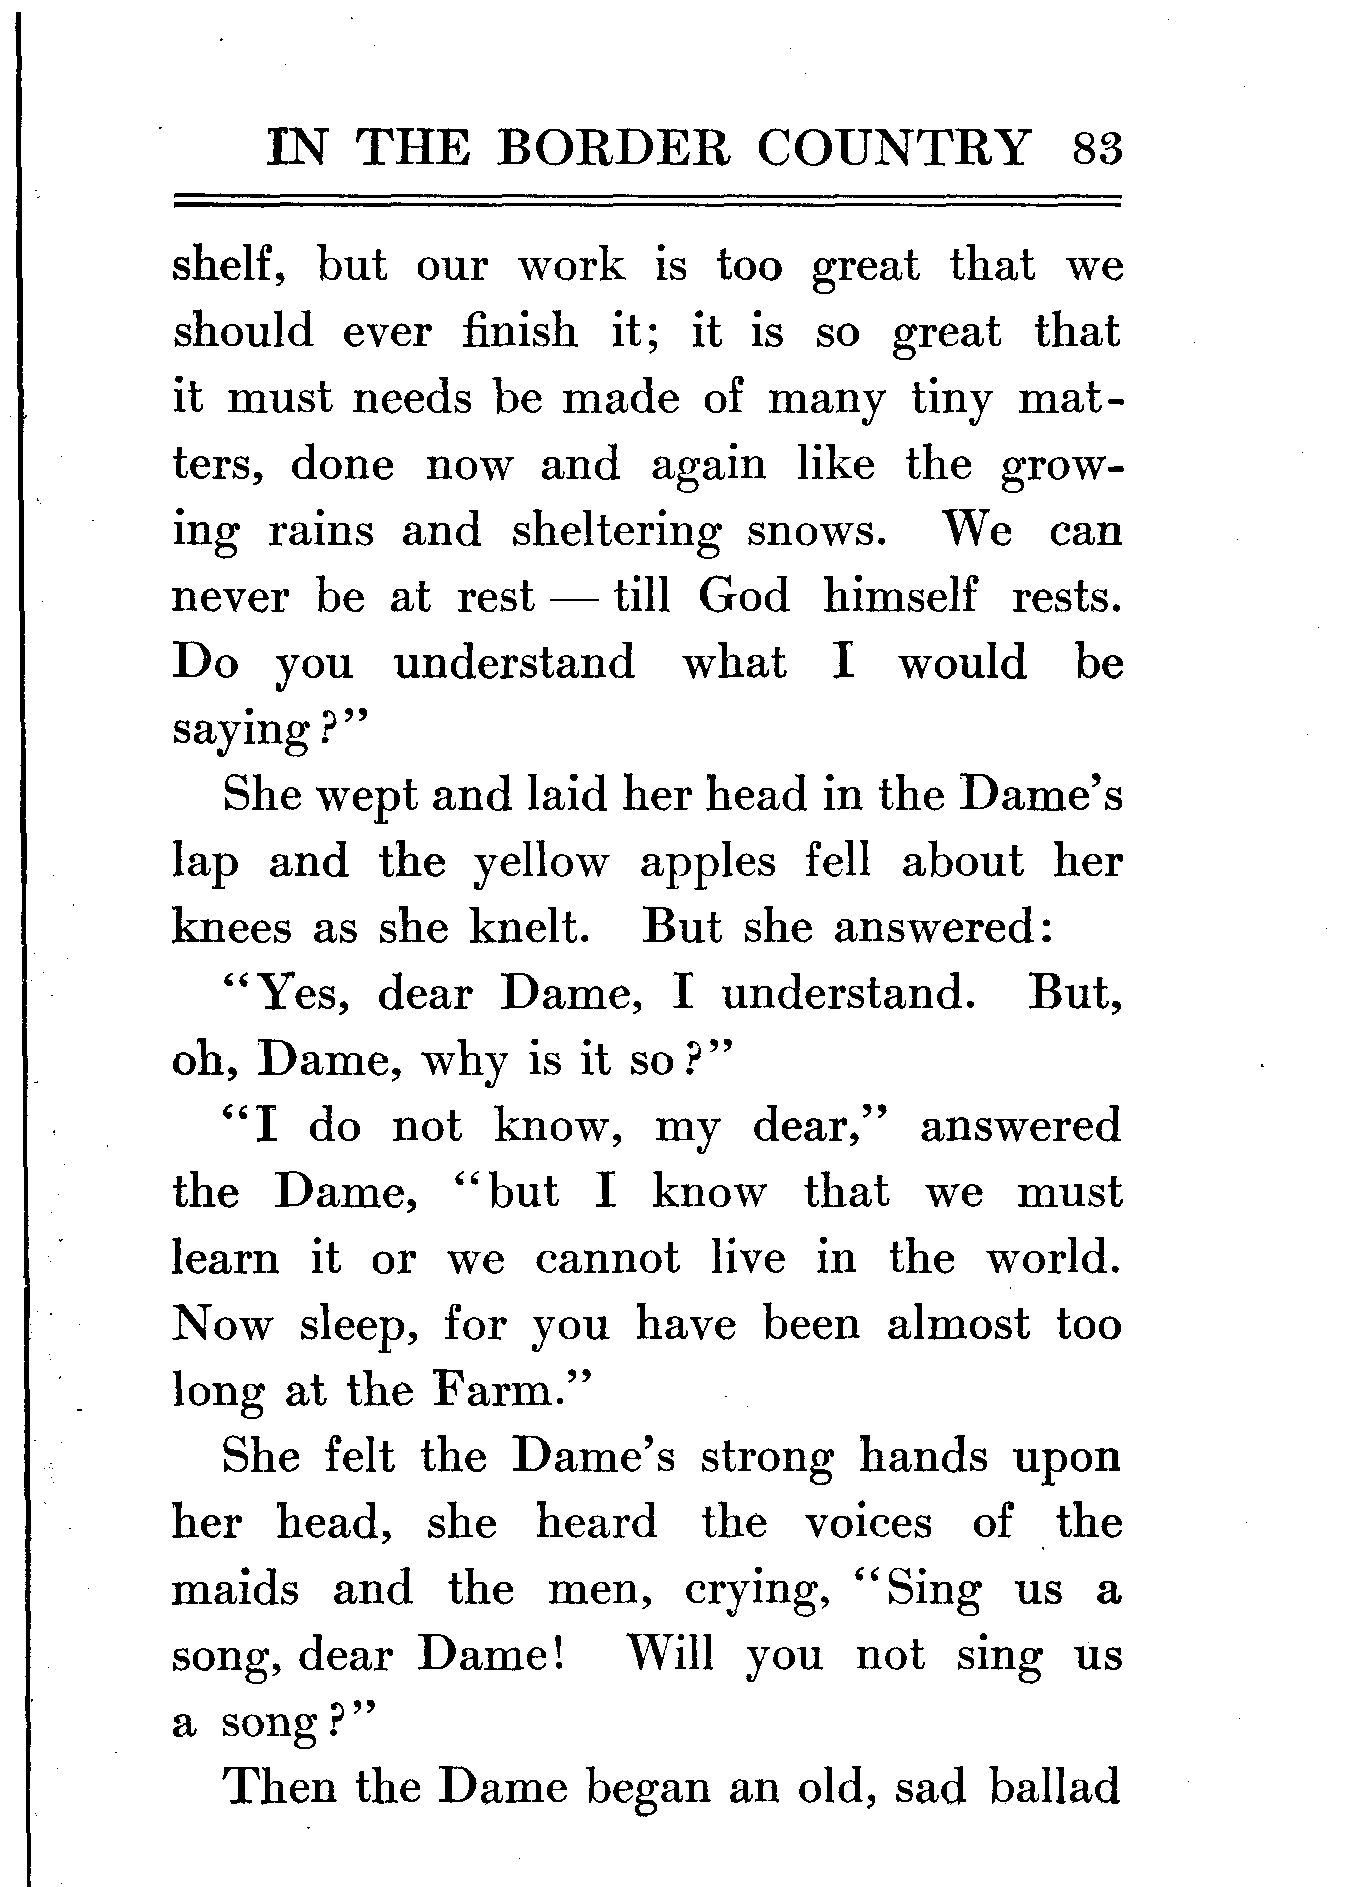 IN THE BORDER COUNTRY 83
shelf, but our work is too great that we
should ever finish it; it is so great that
it must needs be made of many tiny mat-
ters, done now and again like the grow-
ing rains and sheltering snows. We can
never be at rest — till God himself rests.
Do you understand what I would be
saying?"
She wept and laid her head in the Dame's
lap and the yellow apples fell about her
knees as she knelt. But she answered:
"Yes, dear Dame, I understand. But,
oh, Dame, why is it so?"
"I do not know, my dear," answered
the Dame, "but I know that we must
learn it or we cannot live in the world.
Now sleep, for you have been almost too
long at the Farm."
She felt the Dame's strong hands upon
her head, she heard the voices of the
maids and the men, crying, "Sing us a
song, dear Dame! Will you not sing us
a song?"
Then the Dame began an old, sad ballad